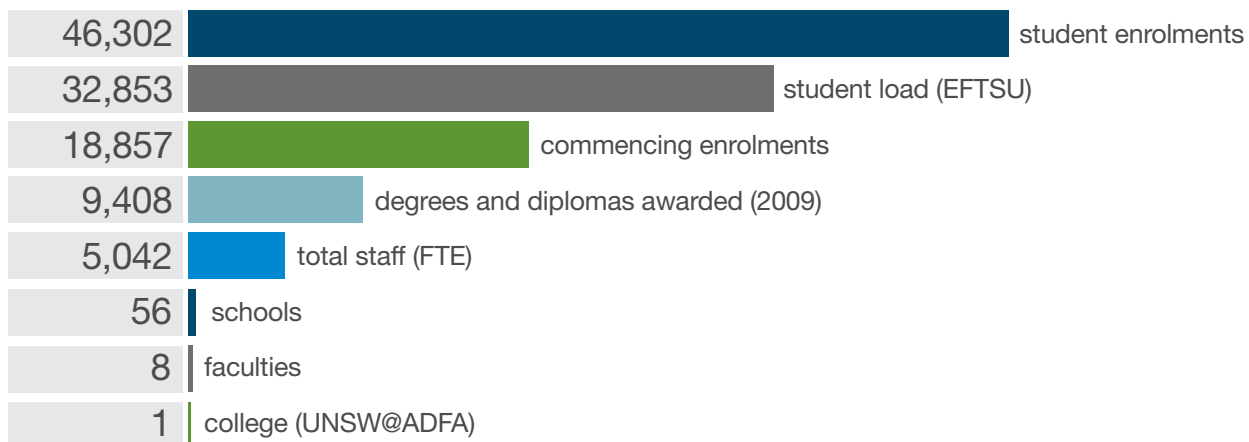 46,302 student enrolments
32,853 student load (EFTSU)
18,857 commencing enrolments
9,408 degrees and diplomas awarded (2009)
5,042 total staff (FTE)
56 schools
8 faculties
1 college (UNSW@ADFA)